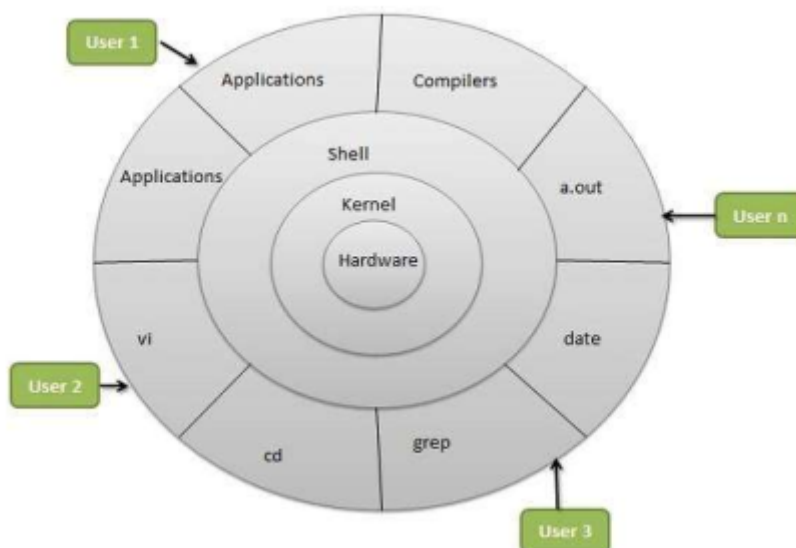 User 1
Applications
Compilers
Shell
Applications
a.out
Kernel
User n
Hardware
vi
date
User 2
cd
grep
User 3